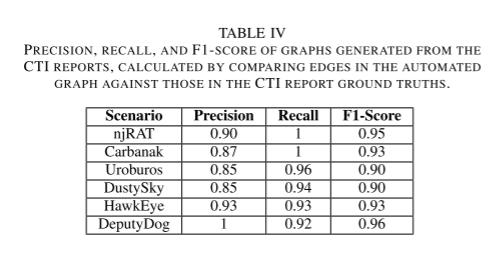 TABLE IV
PRECISION, RECALL, AND F1-SCORE OF GRAPHS GENERATED FROM THE
CTI REPORTS, CALCULATED BY COMPARING EDGES IN THE AUTOMATED
GRAPH AGAINST THOSE IN THE CTI REPORT GROUND TRUTHS.
Scenario Precision Recall F1-Score
njRAT 0.90 1 0.95
Carbanak 0.87 1 0.93
Uroburos 0.85 0.96 0.90
DustySky 0.85 0.94 0.90
HawkEye 0.93 0.93 0.93
DeputyDog 1 0.92 0.96